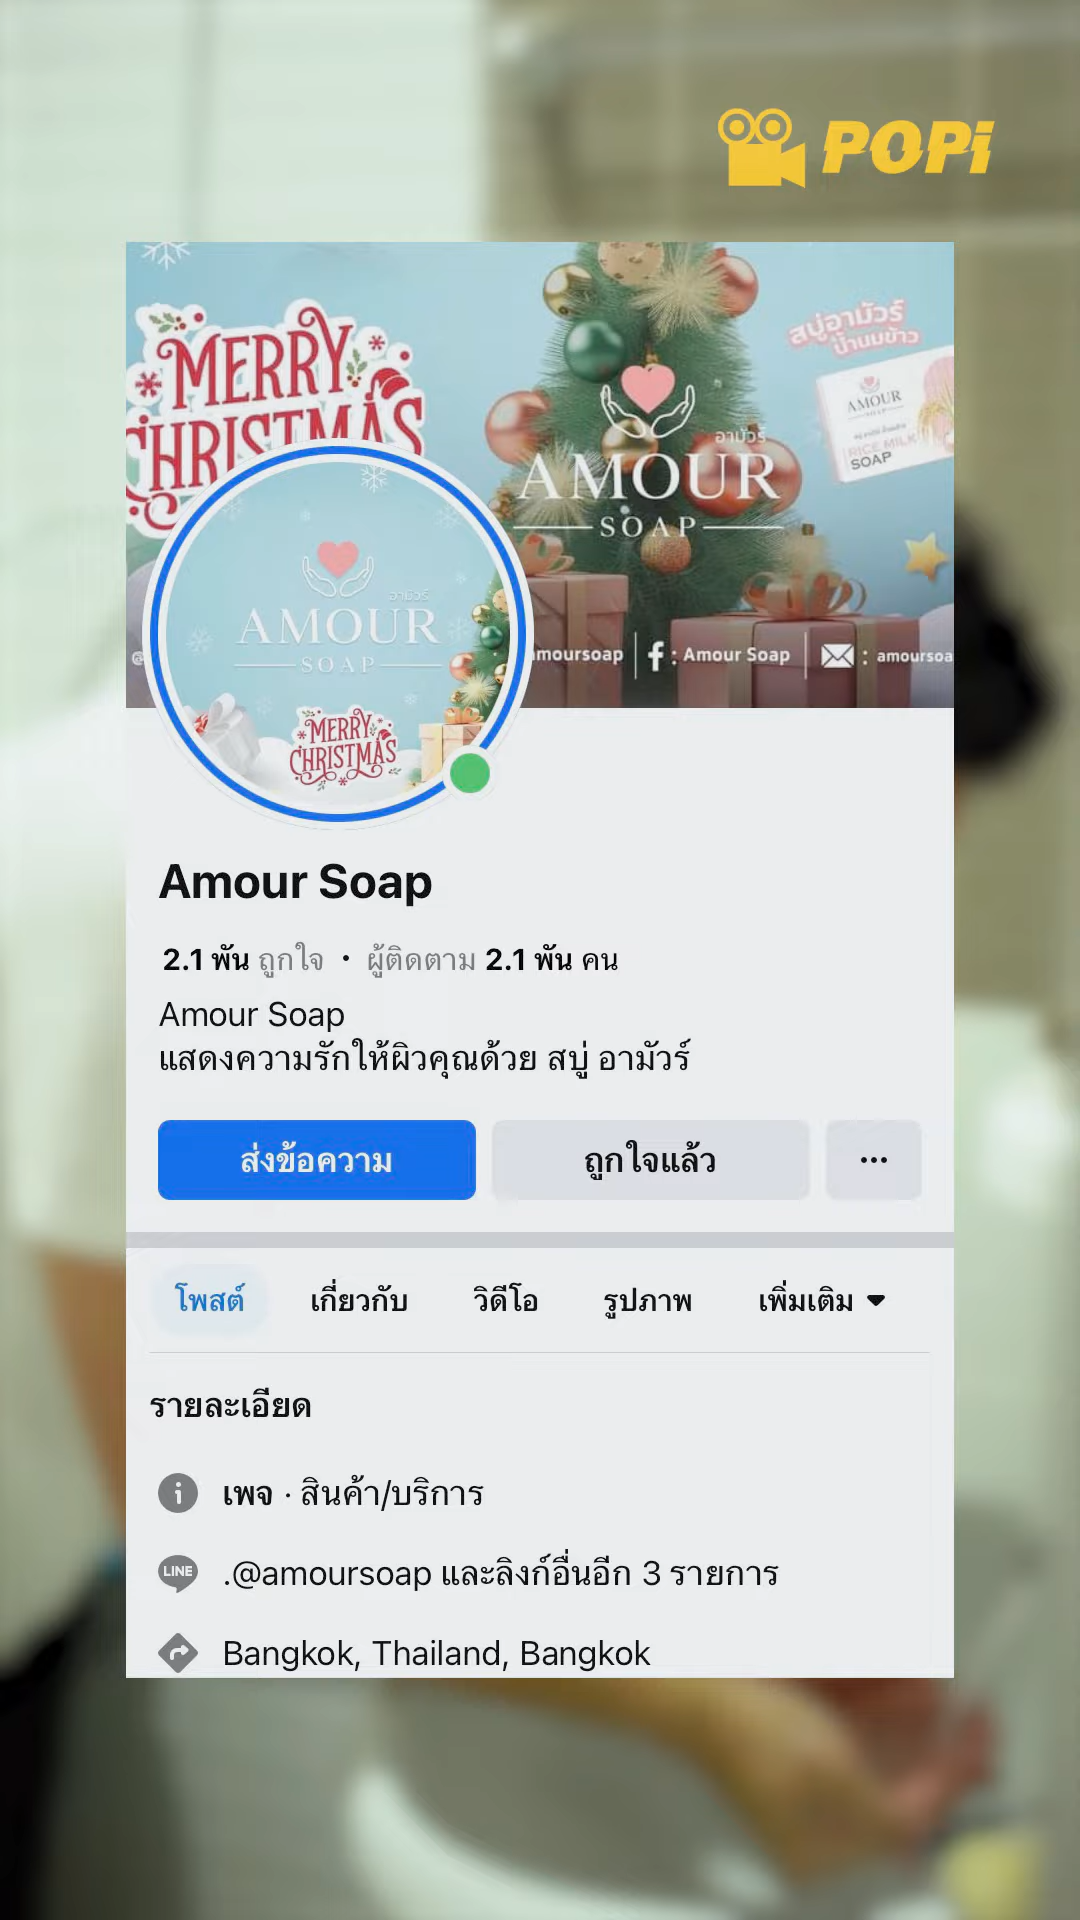 POPi
MERRY
CHRISTMAS
สบู่อามัวร์
น้ำนมข้าว
AMOUR
SOAP
RICE MILK
SOAP
อามัวร์
AMOUR
SOAP
อามัวร์
AMOUR
SOAP
MERRY
CHRISTMAS
moursoap
f : Amour Soap
: amoursoa
Amour Soap
2.1 พัน ถูกใจ · ผู้ติดตาม 2.1 พัน คน
Amour Soap
แสดงความรักให้ผิวคุณด้วย สบู่ อามัวร์
ส่งข้อความ
ถูกใจแล้ว
...
โพสต์ เกี่ยวกับ วิดีโอ รูปภาพ เพิ่มเติม
รายละเอียด
เพจ · สินค้า/บริการ
LINE .@amoursoap และลิงก์อื่นอีก 3 รายการ
Bangkok, Thailand, Bangkok